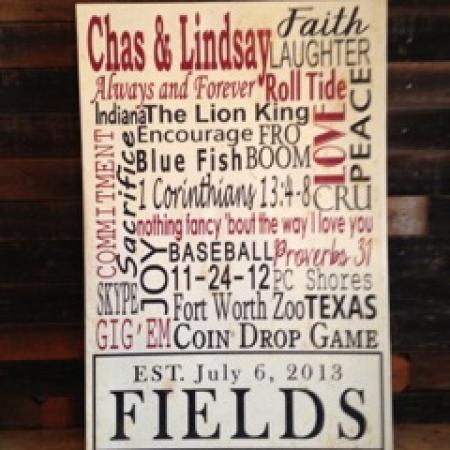 Faith
Chas & Lindsay
LAUGHTER
Always and Forever
Roll Tide
Indiana
The Lion King
LOVE
PEACE
Encourage
FRO
COMMITMENT
Sacrifice
Blue Fish
BOOM
1 Corinthians 13:4-8
CRU
nothing fancy 'bout the way I love you
JOY
BASEBALL
Proverbs 31
11-24-12
PC Shores
SKYPE
Fort Worth Zoo
TEXAS
GIG'EM
COIN DROP GAME
EST. July 6, 2013
FIELDS